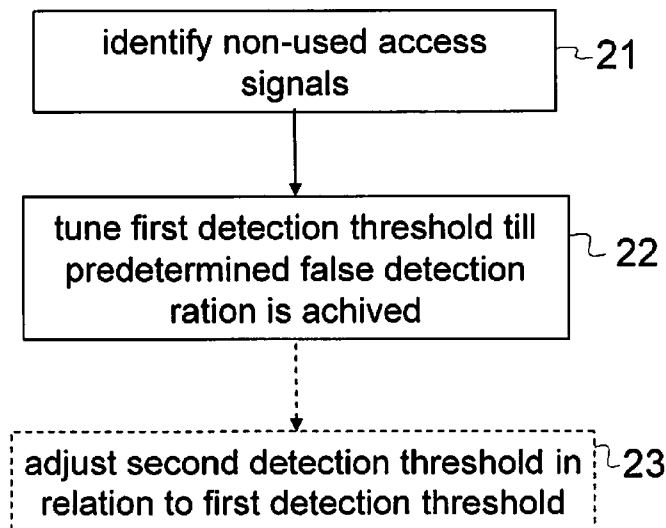 identify non-used access
signals
21
tune first detection threshold till
predetermined false detection
ration is achived
22
adjust second detection threshold in
relation to first detection threshold
23